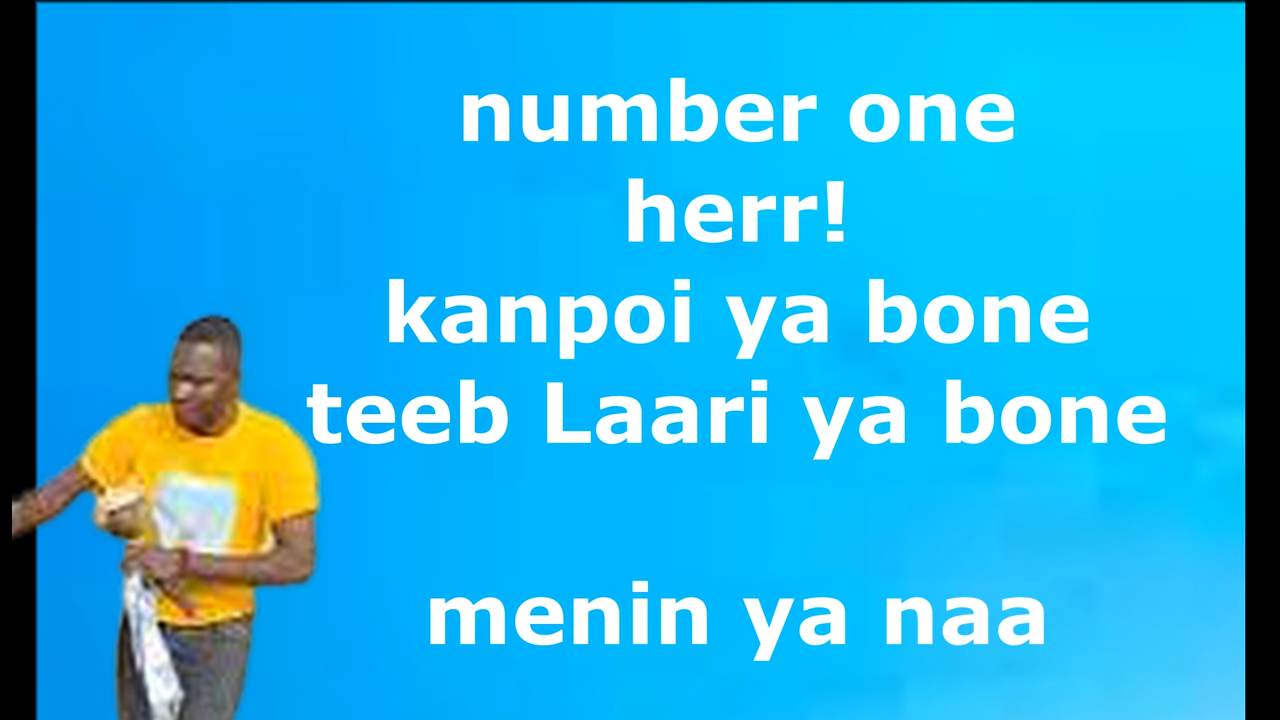 number one
herr!
kanpoi ya bone
teeb Laari ya bone
menin ya naa